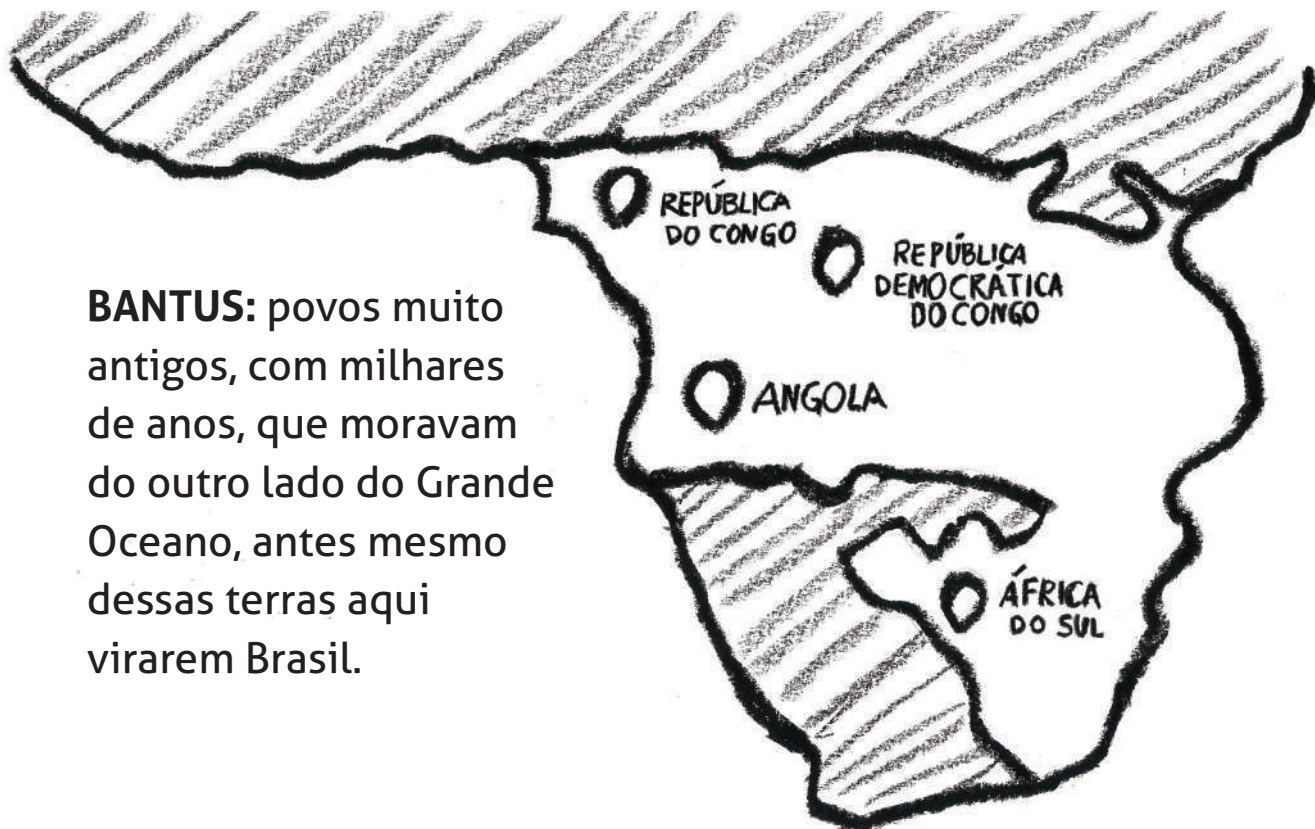 REPÚBLICA
DO CONGO
REPÚBLICA
DEMOCRÁTICA
DO CONGO
BANTUS: povos muito
antigos, com milhares
de anos, que moravam
do outro lado do Grande
Oceano, antes mesmo
dessas terras aqui
virarem Brasil.
ANGOLA
ÁFRICA
DO SUL